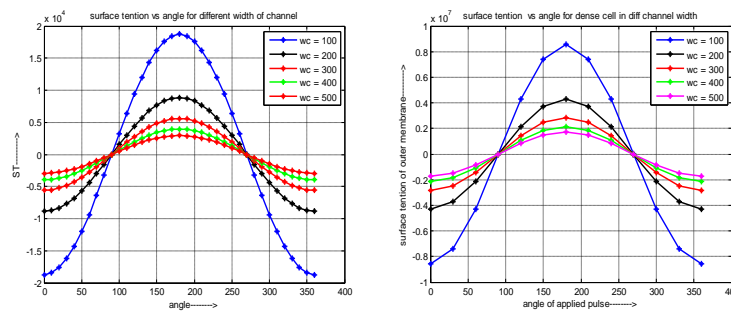 surface tention vs angle for different width of channel
x 10^4
2
1.5
1
0.5
0
-0.5
-1
-1.5
-2
0 50 100 150 200 250 300 350 400
ST--------->
angle-------->
wc = 100
wc = 200
wc = 300
wc = 400
wc = 500
surface tention vs angle for dense cell in diff channel width
x 10^7
1
0.8
0.6
0.4
0.2
0
-0.2
-0.4
-0.6
-0.8
-1
0 50 100 150 200 250 300 350 400
surface tention of outer membrane------->
angle of applied pulse------->
wc = 100
wc = 200
wc = 300
wc = 400
wc = 500